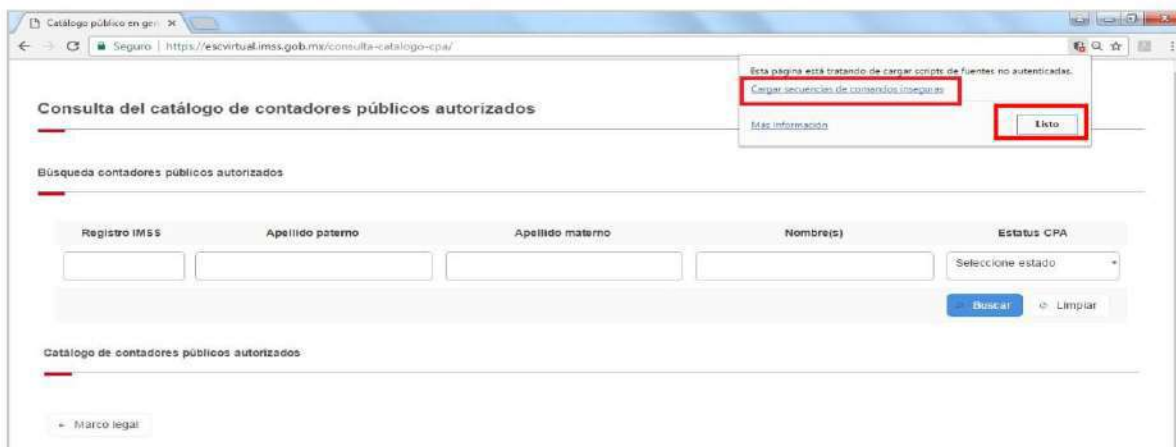 Catálogo público en gen
Seguro | https://escvirtual.imss.gob.mx/consulta-catalogo-cpa/
Esta página está tratando de cargar scripts de fuentes no autenticadas.
Cargar secuencias de comandos inseguras
Más información
Listo
Consulta del catálogo de contadores públicos autorizados
Búsqueda contadores públicos autorizados
Registro IMSS Apellido paterno Apellido materno Nombre(s) Estatus CPA
Seleccione estado
Buscar Limpiar
Catálogo de contadores públicos autorizados
Marco legal